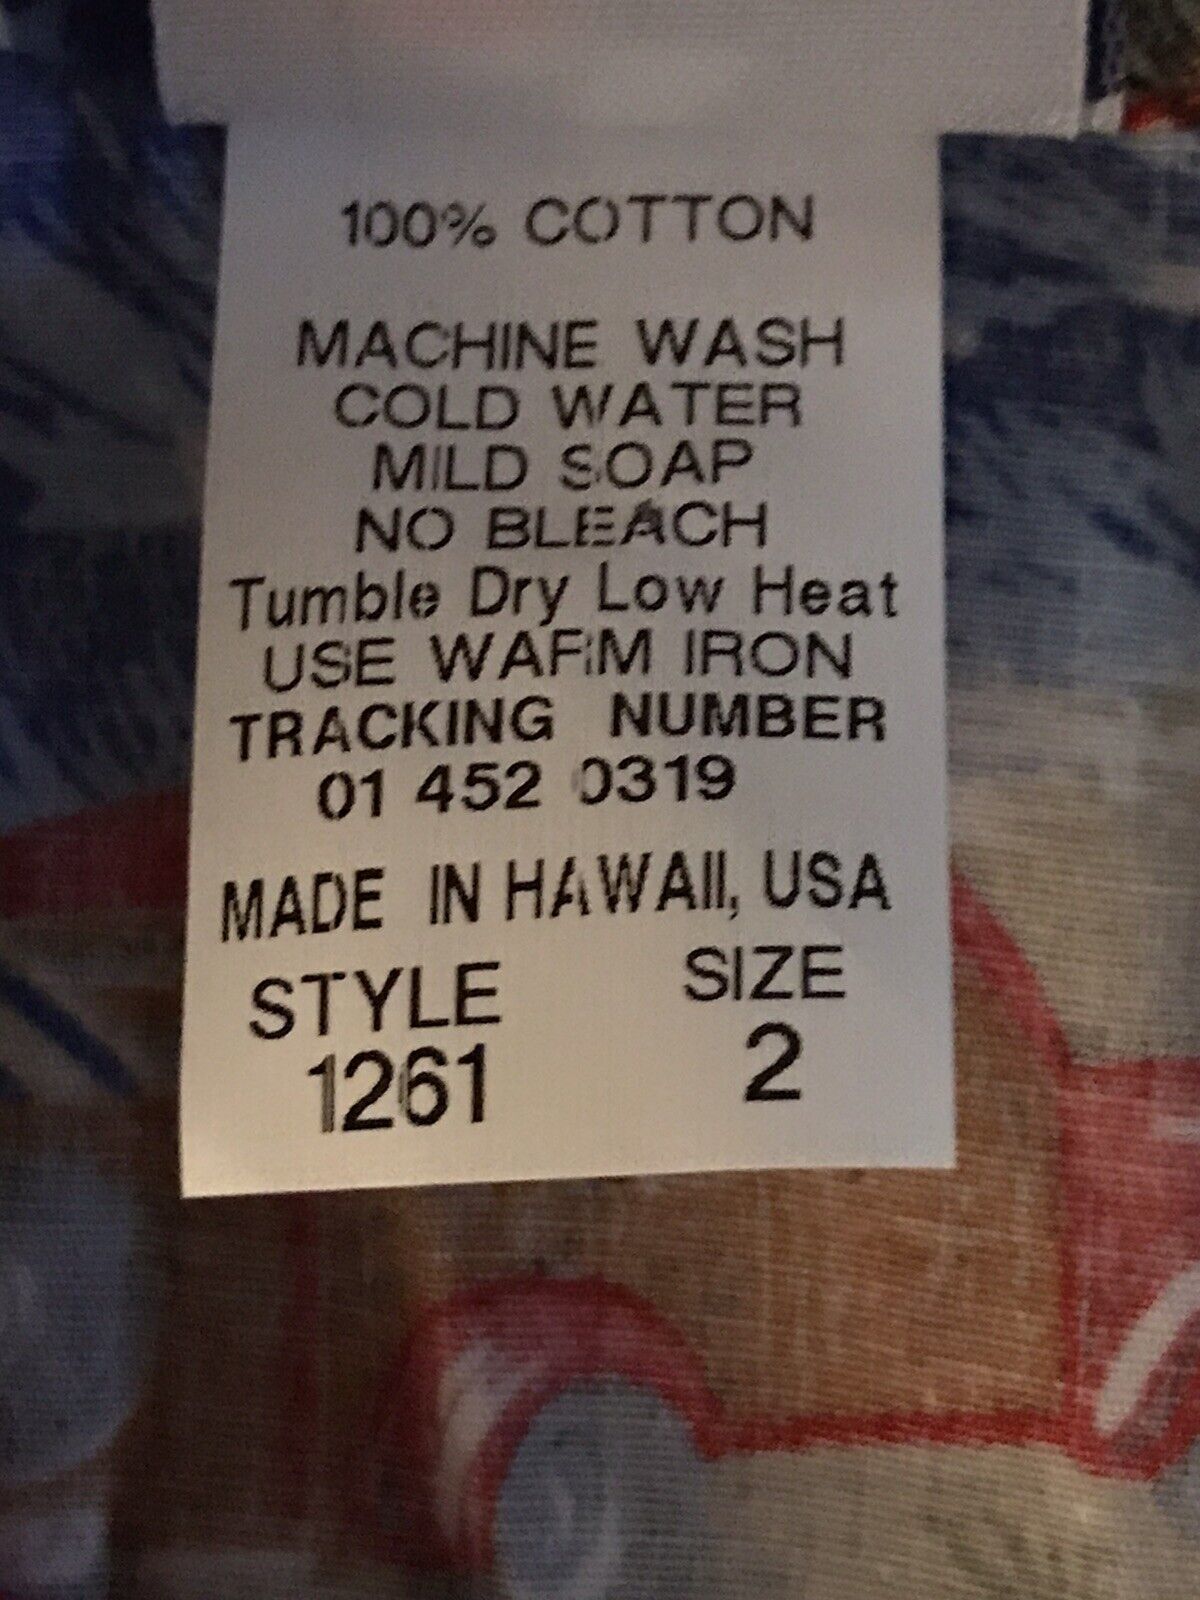 100% COTTON
MACHINE WASH
COLD WATER
MILD SOAP
NO BLEACH
Tumble Dry Low Heat
USE WARM IRON
TRACKING NUMBER
01 452 0319
MADE IN HAWAII, USA
STYLE SIZE
1261 2